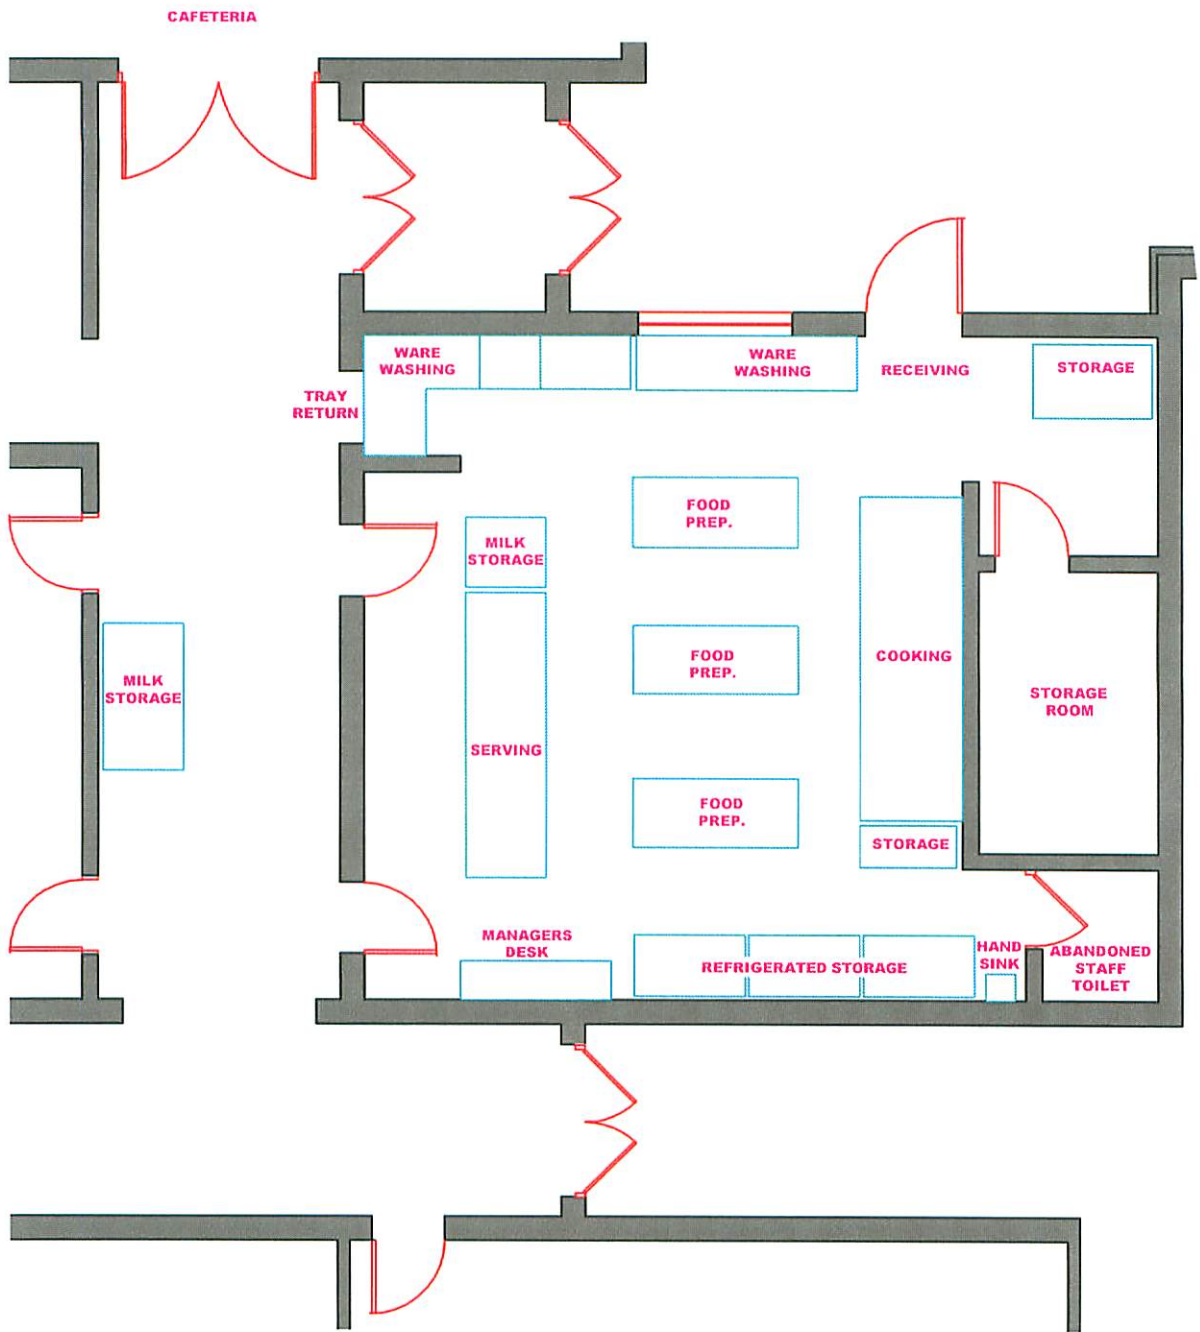 CAFETERIA
WARE
WASHING
WARE
WASHING
RECEIVING
STORAGE
TRAY
RETURN
FOOD
PREP.
MILK
STORAGE
FOOD
PREP.
COOKING
MILK
STORAGE
STORAGE
ROOM
SERVING
FOOD
PREP.
STORAGE
MANAGERS
DESK
REFRIGERATED STORAGE
HAND
SINK
ABANDONED
STAFF
TOILET